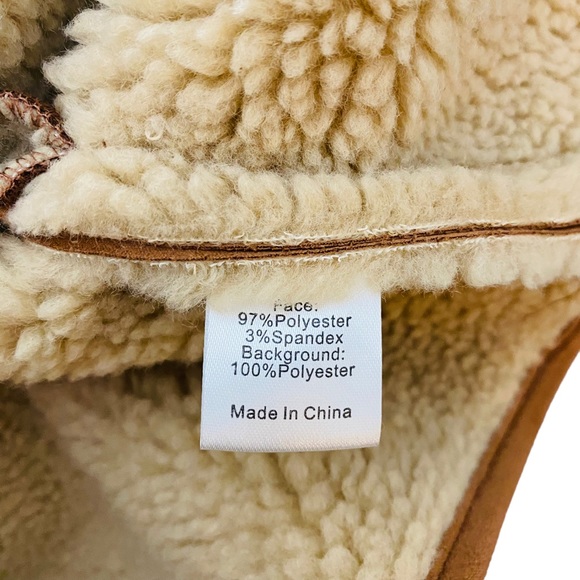 Face:
97%Polyester
3%Spandex
Background:
100%Polyester
Made In China